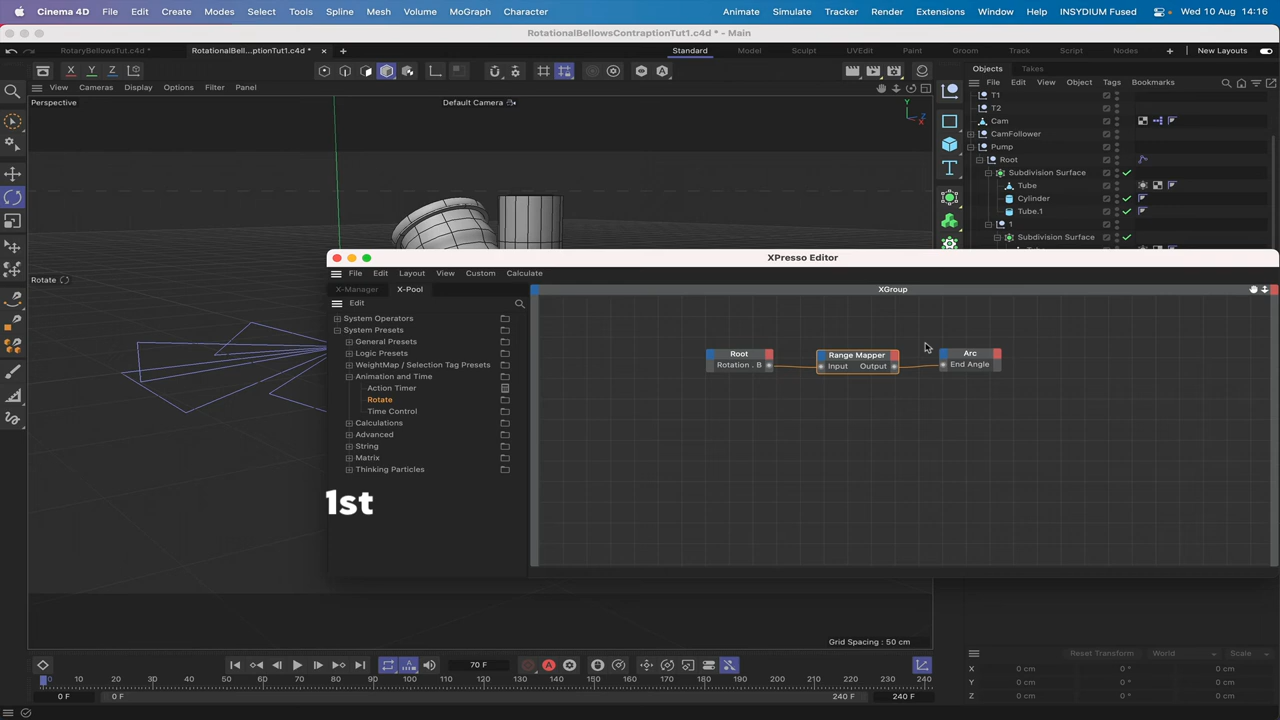 Cinema 4D File Edit Create Modes Select Tools Spline Mesh Volume MoGraph Character Animate Simulate Tracker Render Extensions Window Help INSYDIUM Fused Wed 10 Aug 14:16
RotationalBellowsContraptionTut1.c4d * - Main
RotaryBellowsTut.c4d * RotationalBell...ptionTut1.c4d * Standard Model Sculpt UVEdit Paint Groom Track Script Nodes New Layouts
X Y Z
Objects Takes
View Cameras Display Options Filter Panel
File Edit View Object Tags Bookmarks
Perspective Default Camera
T1
T2
Cam
CamFollower
Pump
Root
Subdivision Surface
Tube
Cylinder
Tube.1
1
Subdivision Surface
Y
Z
X
XPresso Editor
File Edit Layout View Custom Calculate
Rotate
X-Manager X-Pool
XGroup
Edit
System Operators
System Presets
General Presets
Logic Presets
WeightMap / Selection Tag Presets
Animation and Time
Action Timer
Rotate
Time Control
Calculations
Advanced
String
Matrix
Thinking Particles
Root
Rotation . B
Range Mapper
Input Output
Arc
End Angle
1st
Grid Spacing : 50 cm
70 F
0 10 20 30 40 50 60 70 80 90 100 110 120 130 140 150 160 170 180 190 200 210 220 230 240
0 F 0 F 240 F 240 F
Reset Transform World Scale
X 0 cm 0 ° 0 cm
Y 0 cm 0 ° 0 cm
Z 0 cm 0 ° 0 cm